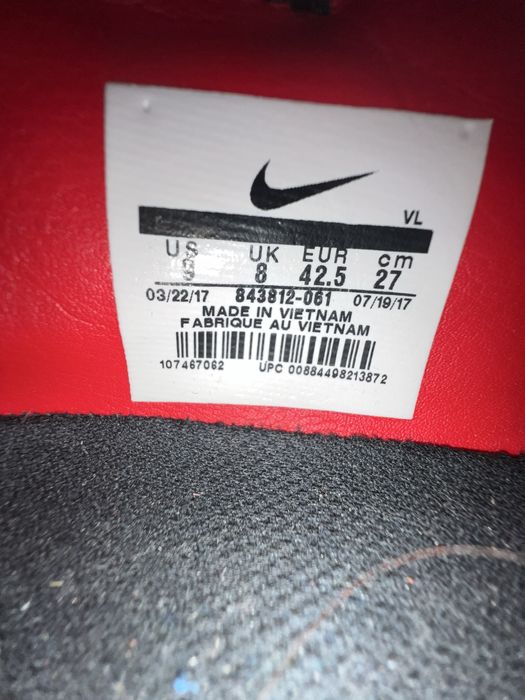 VL
US UK EUR cm
8 42.5 27
03/22/17 843812-061 07/19/17
MADE IN VIETNAM
FABRIQUE AU VIETNAM
107467062 UPC 00884498213872